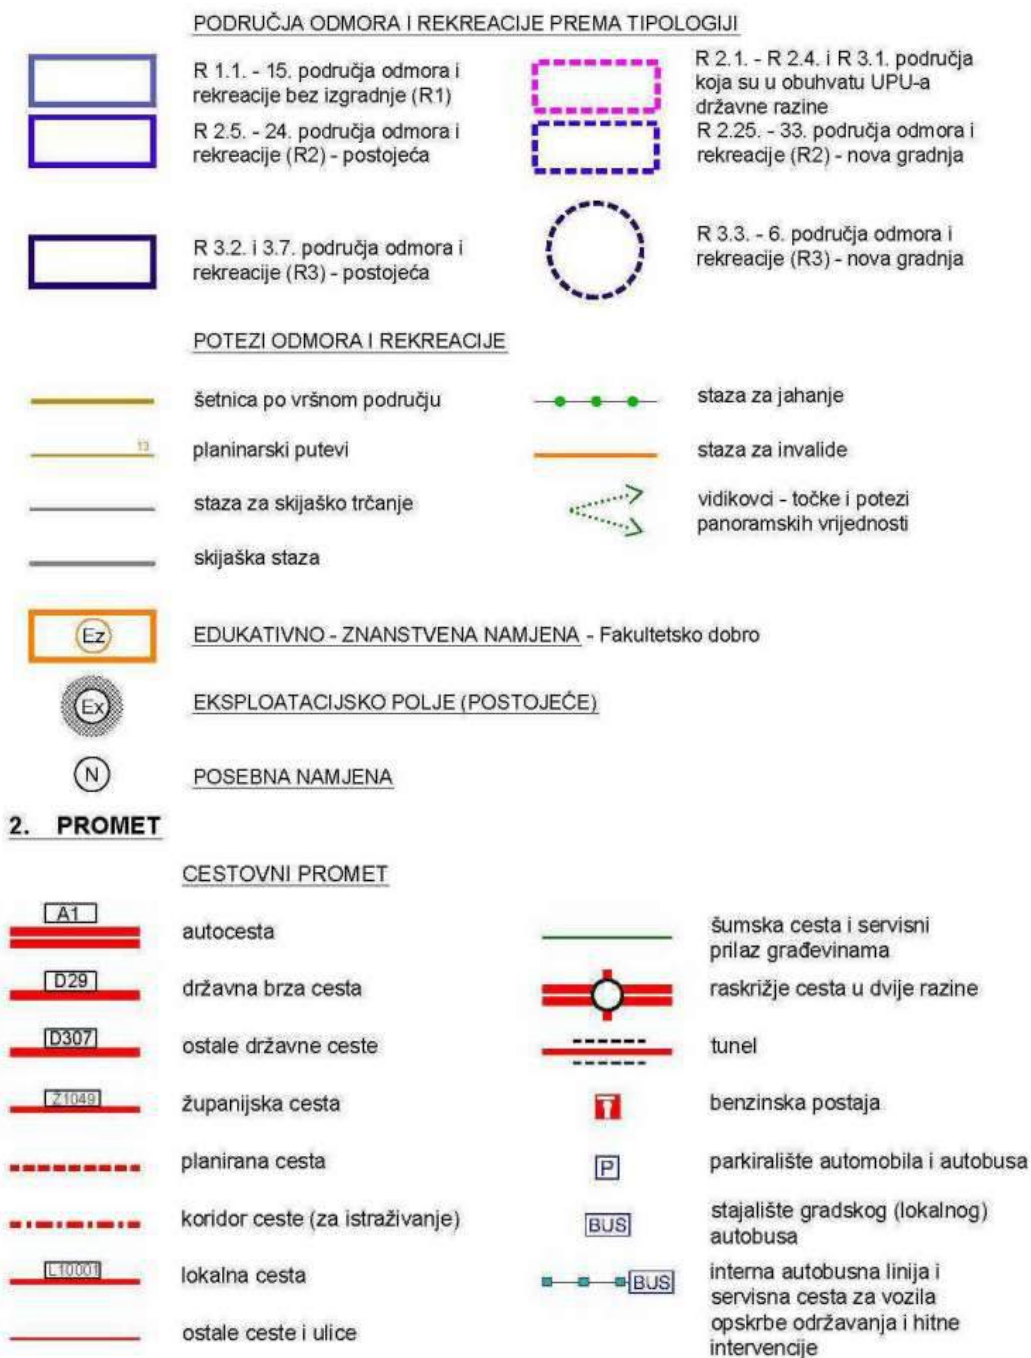 PODRUČJA ODMORA I REKREACIJE PREMA TIPOLOGIJI
R 1.1. - 15. područja odmora i
rekreacije bez izgradnje (R1)
R 2.1. - R 2.4. i R 3.1. područja
koja su u obuhvatu UPU-a
državne razine
R 2.5. - 24. područja odmora i
rekreacije (R2) - postojeća
R 2.25. - 33. područja odmora i
rekreacije (R2) - nova gradnja
R 3.2. i 3.7. područja odmora i
rekreacije (R3) - postojeća
R 3.3. - 6. područja odmora i
rekreacije (R3) - nova gradnja
POTEZI ODMORA I REKREACIJE
šetnica po vršnom području
staza za jahanje
13
planinarski putevi
staza za invalide
staza za skijaško trčanje
vidikovci - točke i potezi
panoramskih vrijednosti
skijaška staza
Ez
EDUKATIVNO - ZNANSTVENA NAMJENA - Fakultetsko dobro
Ex
EKSPLOATACIJSKO POLJE (POSTOJEĆE)
N
POSEBNA NAMJENA
2. PROMET
CESTOVNI PROMET
A1
autocesta
šumska cesta i servisni
prilaz građevinama
D29
državna brza cesta
raskrižje cesta u dvije razine
D307
ostale državne ceste
tunel
Ž1049
županijska cesta
benzinska postaja
planirana cesta
P
parkiralište automobila i autobusa
koridor ceste (za istraživanje)
BUS
stajalište gradskog (lokalnog)
autobusa
L10001
lokalna cesta
BUS
interna autobusna linija i
servisna cesta za vozila
opskrbe održavanja i hitne
intervencije
ostale ceste i ulice